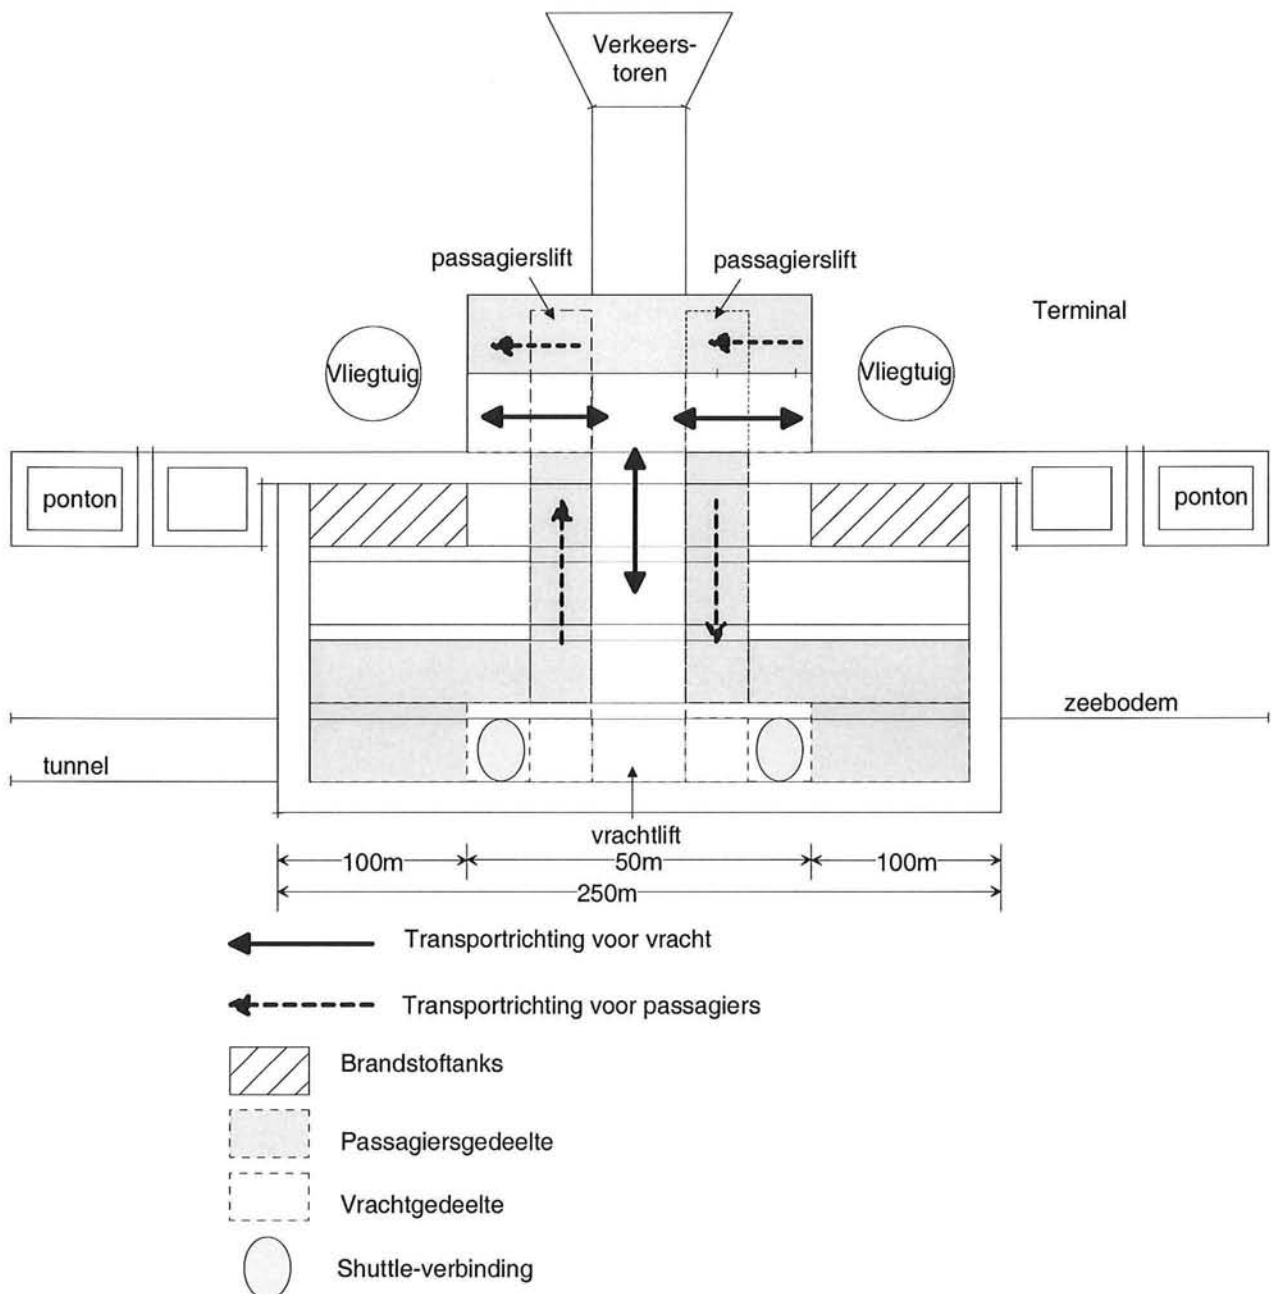 Verkeers-
toren
passagierslift
passagierslift
Terminal
Vliegtuig
Vliegtuig
ponton
ponton
zeebodem
tunnel
vrachtlift
100m
50m
100m
250m
Transportrichting voor vracht
Transportrichting voor passagiers
Brandstoftanks
Passagiersgedeelte
Vrachtgedeelte
Shuttle-verbinding